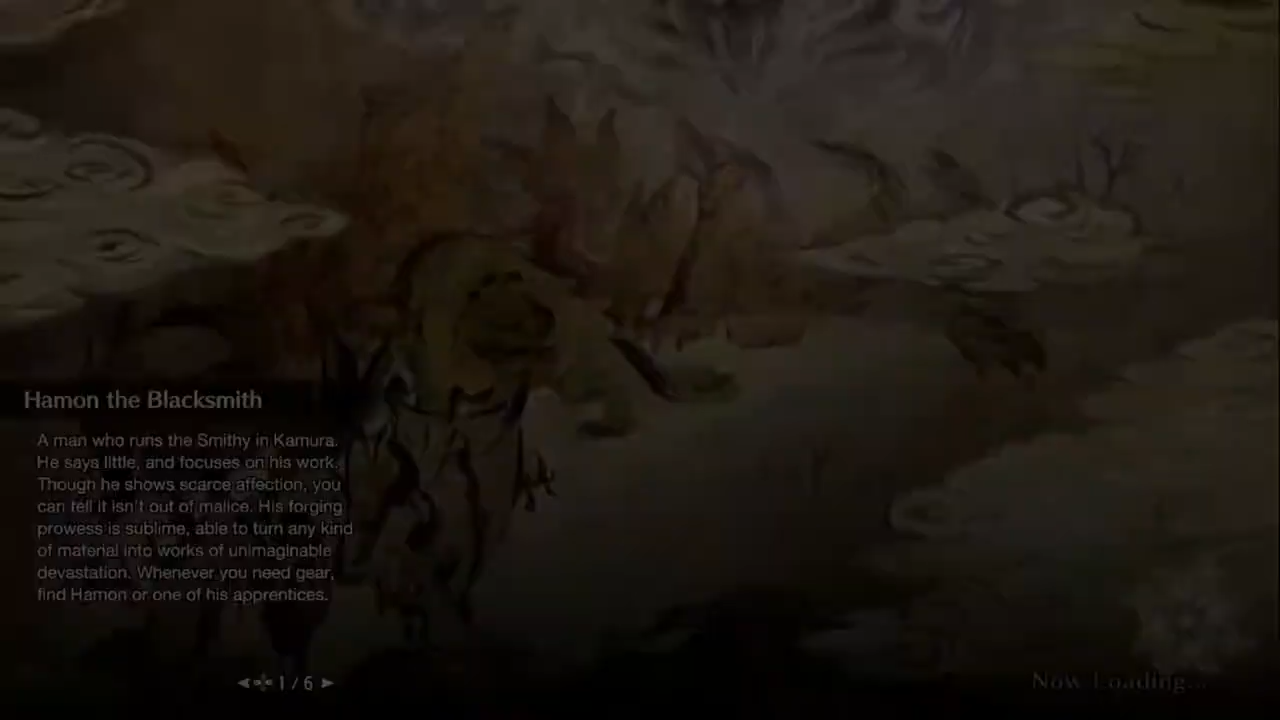 Hamon the Blacksmith
A man who runs the Smithy in Kamura.
He says little, and focuses on his work.
Though he shows scarce affection, you
can tell it isn't out of malice. His forging
prowess is sublime, able to turn any kind
of material into works of unimaginable
devastation. Whenever you need gear,
find Hamon or one of his apprentices.
1 / 6
Now Loading...